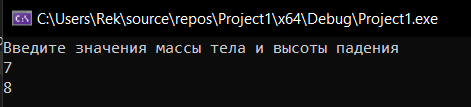 C:\Users\Rek\source\repos\Project1\x64\Debug\Project1.exe
Введите значения массы тела и высоты падения
7
8